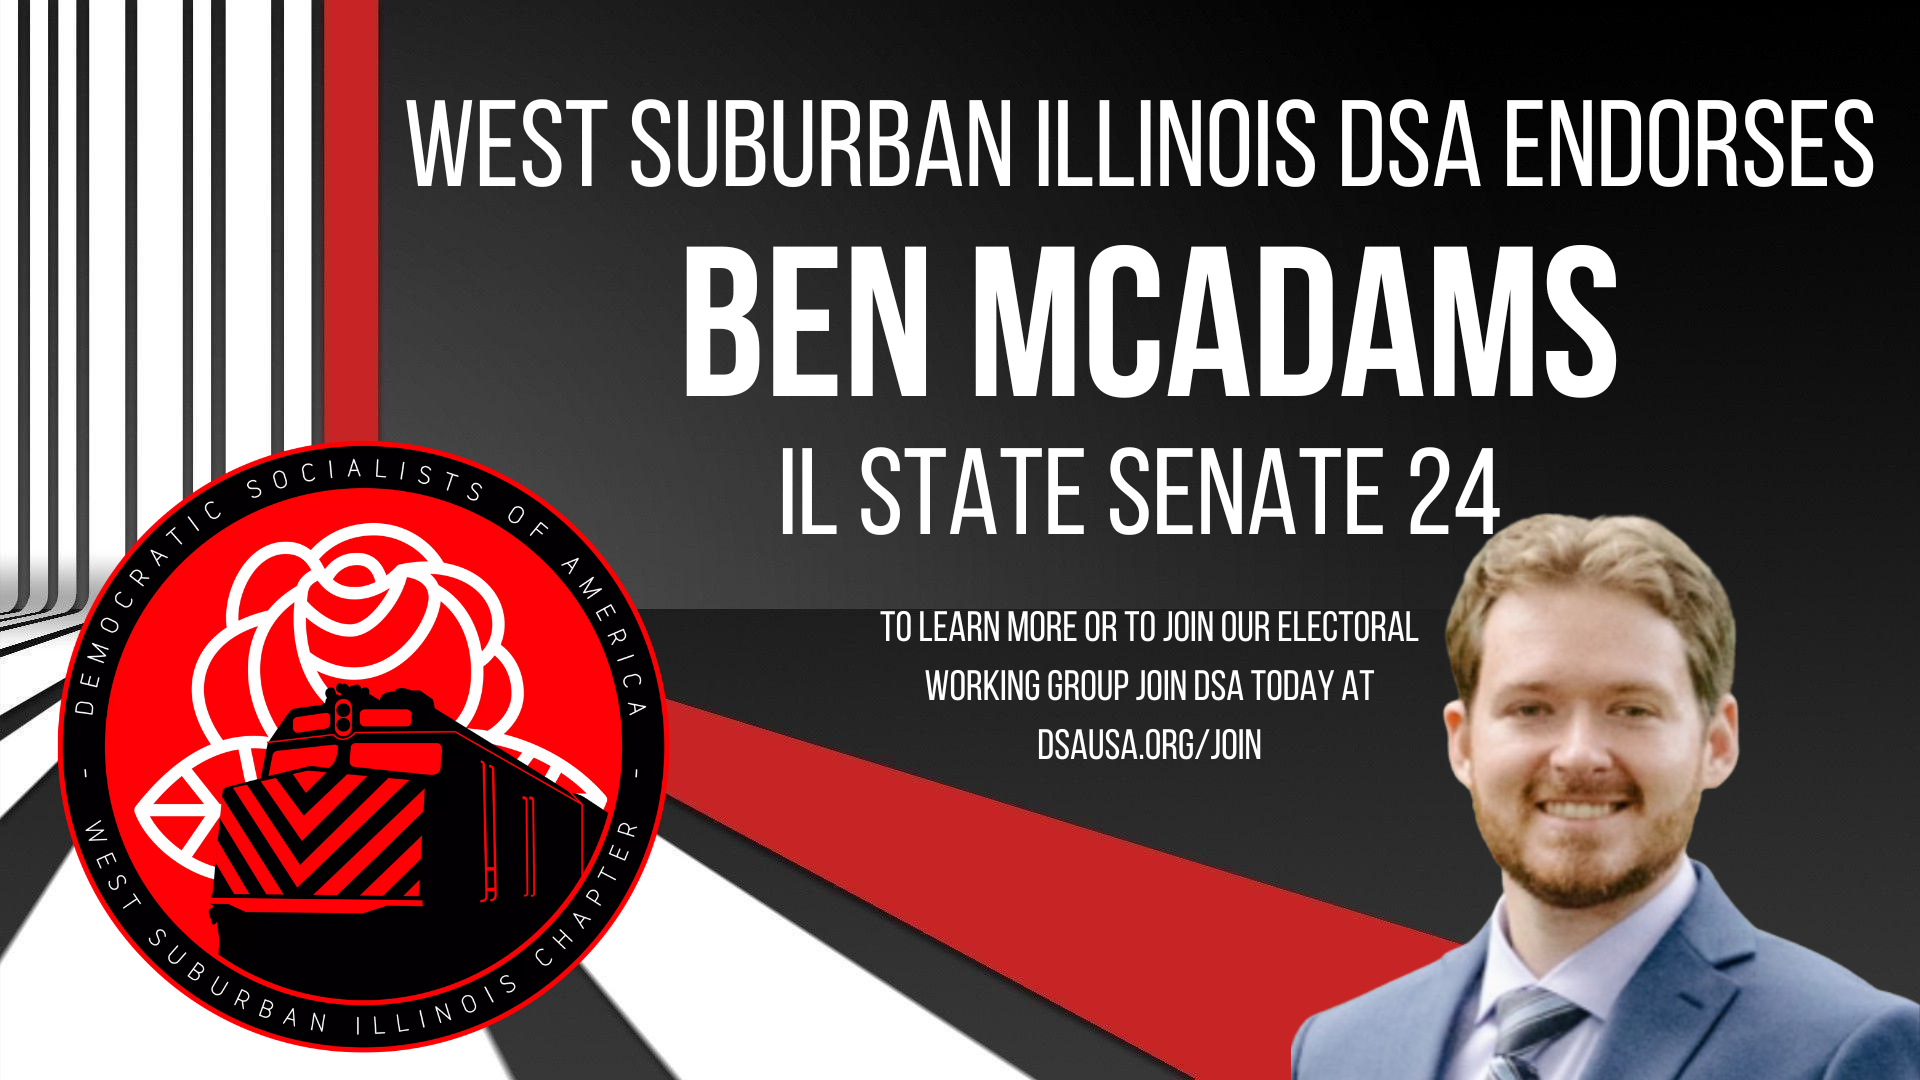 WEST SUBURBAN ILLINOIS DSA ENDORSES
BEN MCADAMS
IL STATE SENATE 24
TO LEARN MORE OR TO JOIN OUR ELECTORAL
WORKING GROUP JOIN DSA TODAY AT
DSAUSA.ORG/JOIN
DEMOCRATIC SOCIALISTS OF AMERICA
- WEST SUBURBAN ILLINOIS CHAPTER -